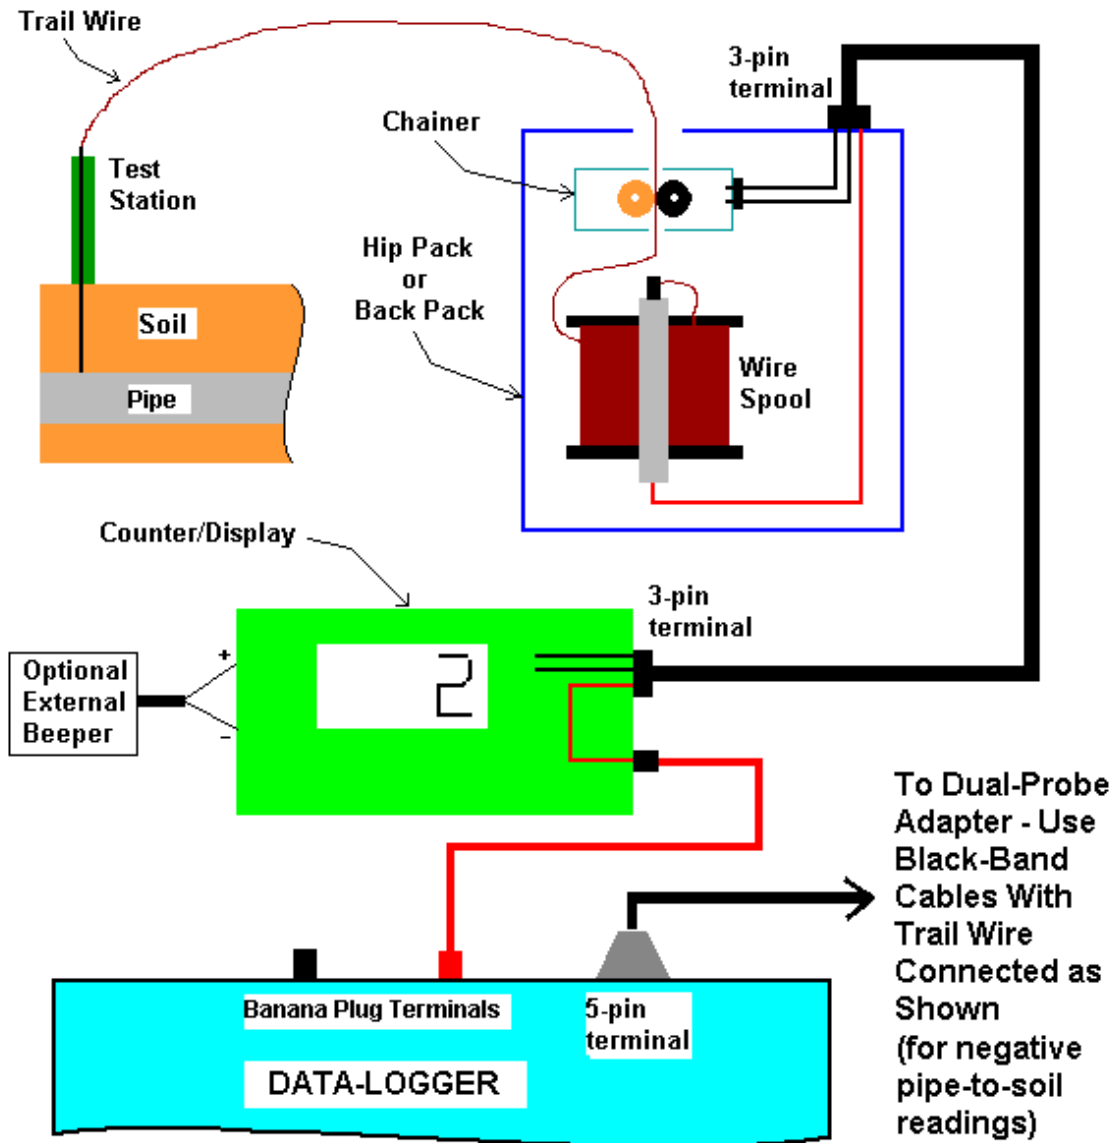 Trail Wire
3-pin
terminal
Chainer
Test
Station
Hip Pack
or
Back Pack
Soil
Pipe
Wire
Spool
Counter/Display
3-pin
terminal
+
Optional
External
Beeper
-
2
To Dual-Probe
Adapter - Use
Black-Band
Cables With
Trail Wire
Connected as
Shown
(for negative
pipe-to-soil
readings)
Banana Plug Terminals
5-pin
terminal
DATA-LOGGER